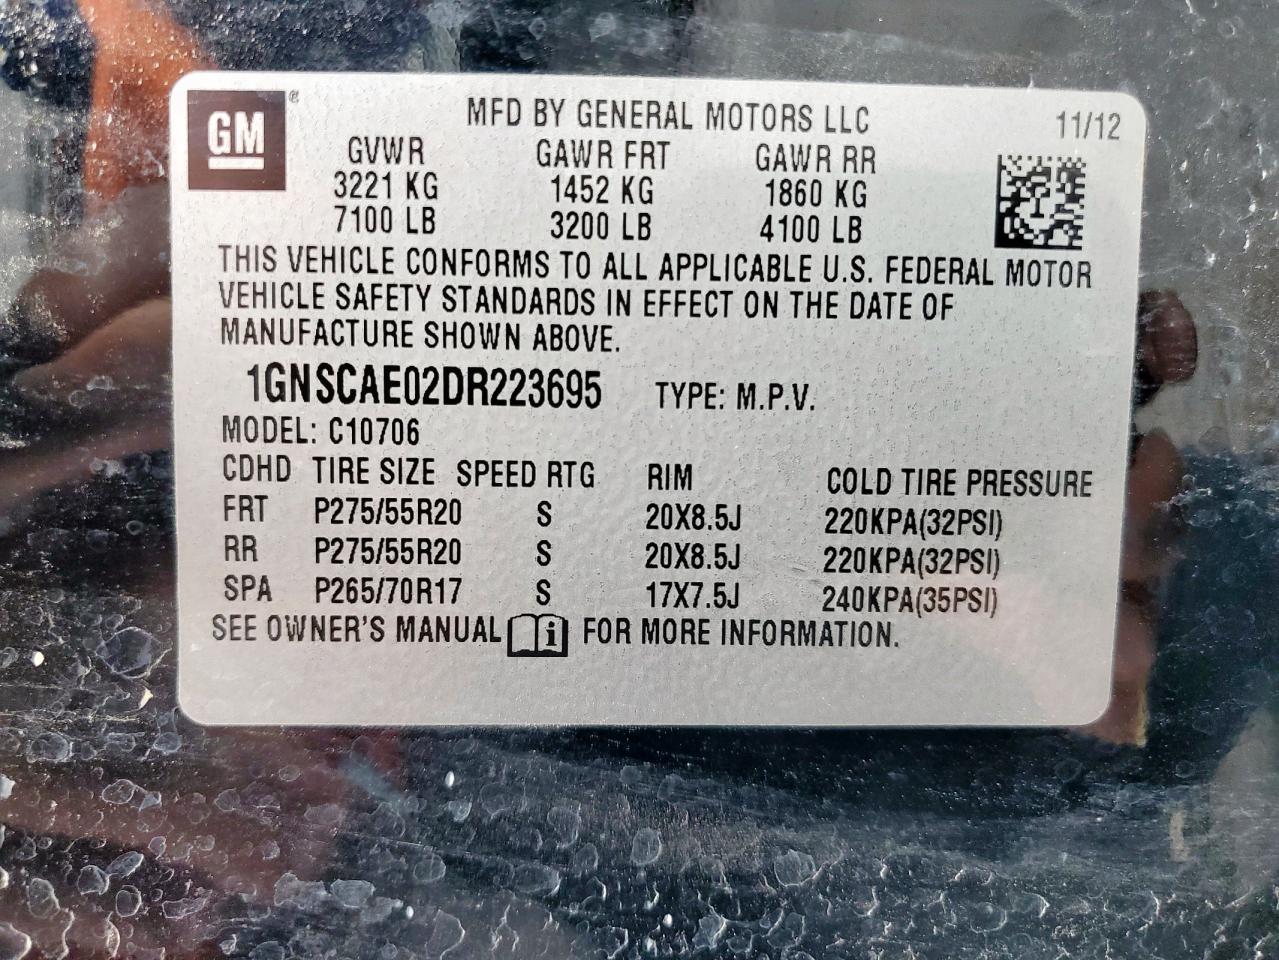 GM ®
MFD BY GENERAL MOTORS LLC 11/12
GVWR GAWR FRT GAWR RR
3221 KG 1452 KG 1860 KG
7100 LB 3200 LB 4100 LB
THIS VEHICLE CONFORMS TO ALL APPLICABLE U.S. FEDERAL MOTOR
VEHICLE SAFETY STANDARDS IN EFFECT ON THE DATE OF
MANUFACTURE SHOWN ABOVE.
1GNSCAE02DR223695 TYPE: M.P.V.
MODEL: C10706
CDHD TIRE SIZE SPEED RTG RIM COLD TIRE PRESSURE
FRT P275/55R20 S 20X8.5J 220KPA(32PSI)
RR P275/55R20 S 20X8.5J 220KPA(32PSI)
SPA P265/70R17 S 17X7.5J 240KPA(35PSI)
SEE OWNER'S MANUAL i FOR MORE INFORMATION.